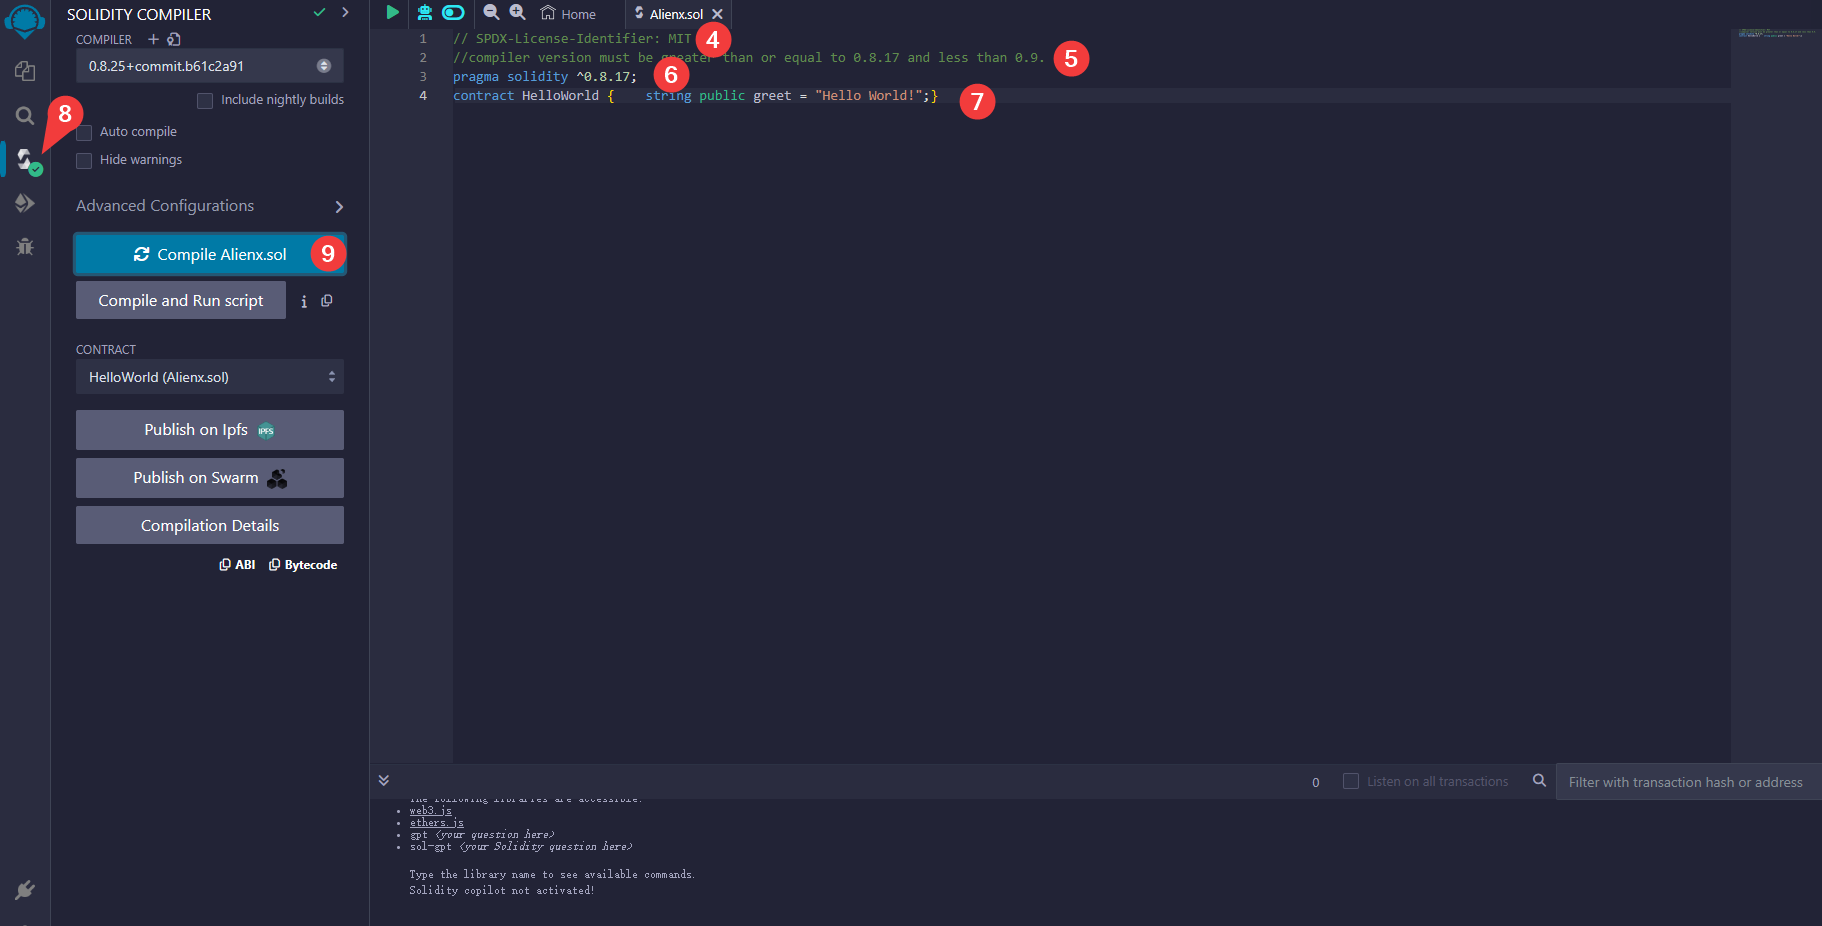 SOLIDITY COMPILER
COMPILER
0.8.25+commit.b61c2a91
Include nightly builds
8
Auto compile
Hide warnings
Advanced Configurations
Compile Alienx.sol
9
Compile and Run script
CONTRACT
HelloWorld (Alienx.sol)
Publish on Ipfs
IPFS
Publish on Swarm
Compilation Details
ABI Bytecode
Home Alienx.sol
1 // SPDX-License-Identifier: MIT
4
2 //compiler version must be greater than or equal to 0.8.17 and less than 0.9.
5
3 pragma solidity ^0.8.17;
6
4 contract HelloWorld {    string public greet = "Hello World!";}
7
0 Listen on all transactions Filter with transaction hash or address
The following libraries are accessible:
web3.js
ethers.js
gpt <your question here>
sol-gpt <your Solidity question here>
Type the library name to see available commands.
Solidity copilot not activated!